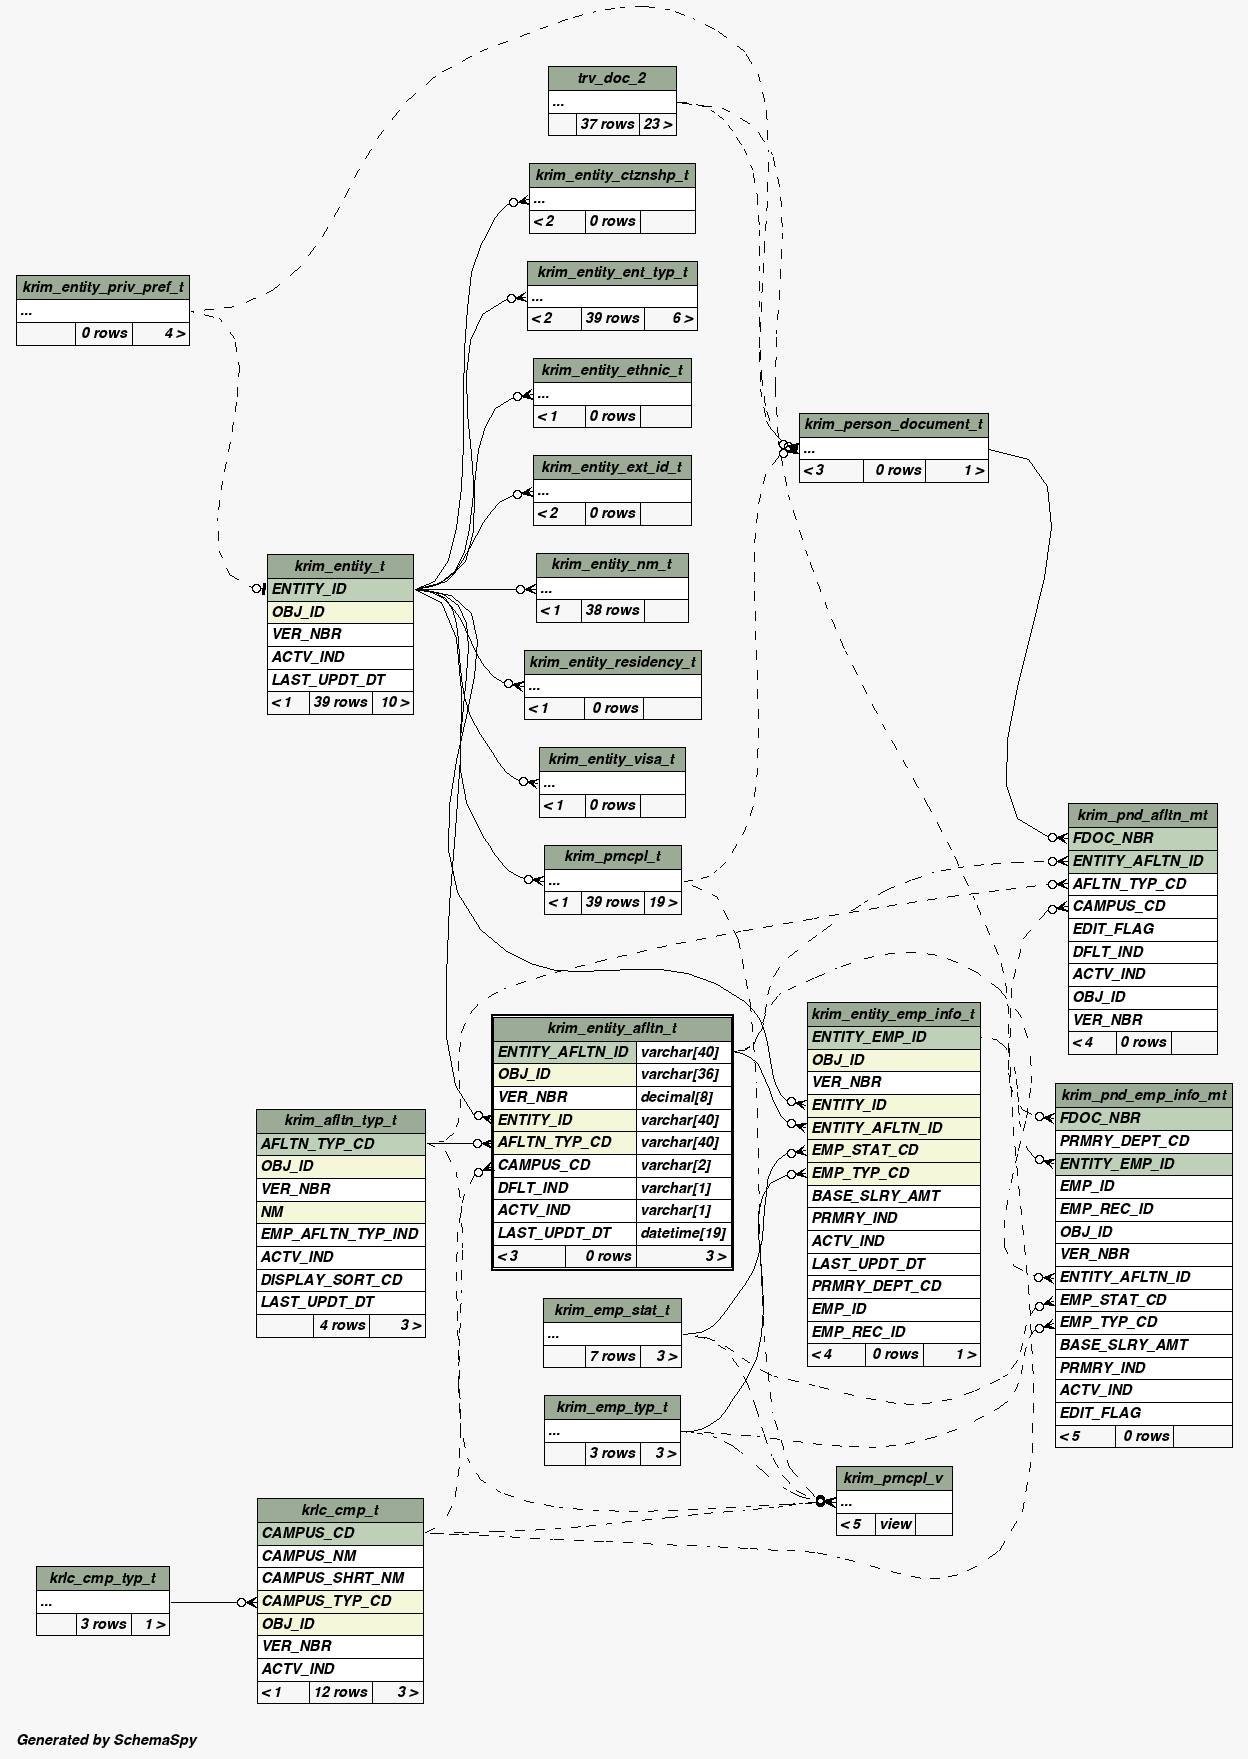 trv_doc_2
...
37 rows 23 >
krim_entity_ctznshp_t
...
< 2 0 rows
krim_entity_ent_typ_t
...
< 2 39 rows 6 >
krim_entity_priv_pref_t
...
0 rows 4 >
krim_entity_ethnic_t
...
< 1 0 rows
krim_person_document_t
...
< 3 0 rows 1 >
krim_entity_ext_id_t
...
< 2 0 rows
krim_entity_t
ENTITY_ID
OBJ_ID
VER_NBR
ACTV_IND
LAST_UPDT_DT
< 1 39 rows 10 >
krim_entity_nm_t
...
< 1 38 rows
krim_entity_residency_t
...
< 1 0 rows
krim_entity_visa_t
...
< 1 0 rows
krim_prncpl_t
...
< 1 39 rows 19 >
krim_pnd_afltn_mt
FDOC_NBR
ENTITY_AFLTN_ID
AFLTN_TYP_CD
CAMPUS_CD
EDIT_FLAG
DFLT_IND
ACTV_IND
OBJ_ID
VER_NBR
< 4 0 rows
krim_entity_afltn_t
ENTITY_AFLTN_ID varchar[40]
OBJ_ID varchar[36]
VER_NBR decimal[8]
ENTITY_ID varchar[40]
AFLTN_TYP_CD varchar[40]
CAMPUS_CD varchar[2]
DFLT_IND varchar[1]
ACTV_IND varchar[1]
LAST_UPDT_DT datetime[19]
< 3 0 rows 3 >
krim_entity_emp_info_t
ENTITY_EMP_ID
OBJ_ID
VER_NBR
ENTITY_ID
ENTITY_AFLTN_ID
EMP_STAT_CD
EMP_TYP_CD
BASE_SLRY_AMT
PRMRY_IND
ACTV_IND
LAST_UPDT_DT
PRMRY_DEPT_CD
EMP_ID
EMP_REC_ID
< 4 0 rows 1 >
krim_pnd_emp_info_mt
FDOC_NBR
PRMRY_DEPT_CD
ENTITY_EMP_ID
EMP_ID
EMP_REC_ID
OBJ_ID
VER_NBR
ENTITY_AFLTN_ID
EMP_STAT_CD
EMP_TYP_CD
BASE_SLRY_AMT
PRMRY_IND
ACTV_IND
EDIT_FLAG
< 5 0 rows
krim_afltn_typ_t
AFLTN_TYP_CD
OBJ_ID
VER_NBR
NM
EMP_AFLTN_TYP_IND
ACTV_IND
DISPLAY_SORT_CD
LAST_UPDT_DT
4 rows 3 >
krim_emp_stat_t
...
7 rows 3 >
krim_emp_typ_t
...
3 rows 3 >
krim_prncpl_v
...
< 5 view
krlc_cmp_t
CAMPUS_CD
CAMPUS_NM
CAMPUS_SHRT_NM
CAMPUS_TYP_CD
OBJ_ID
VER_NBR
ACTV_IND
< 1 12 rows 3 >
krlc_cmp_typ_t
...
3 rows 1 >
Generated by SchemaSpy